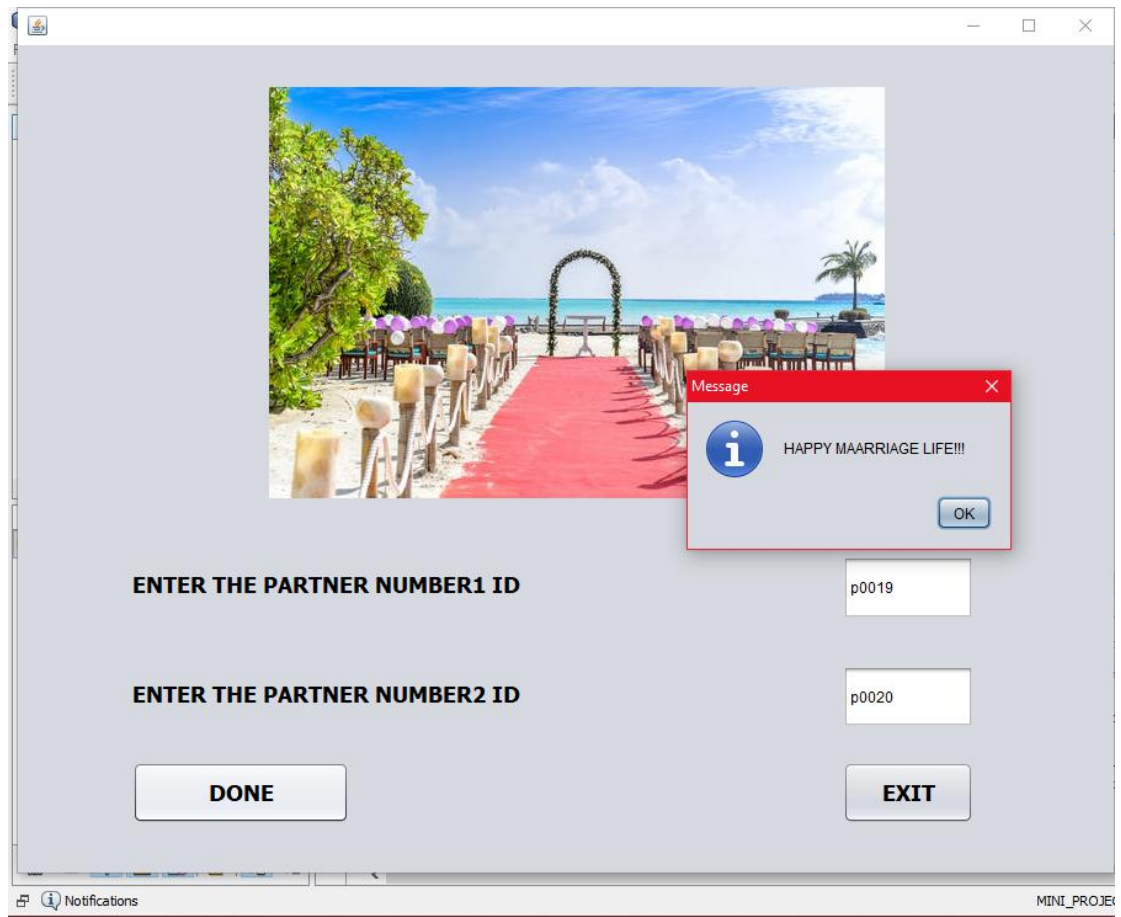 Message
HAPPY MAARRIAGE LIFE!!!
OK
ENTER THE PARTNER NUMBER1 ID
p0019
ENTER THE PARTNER NUMBER2 ID
p0020
DONE
EXIT
Notifications
MINI_PROJE